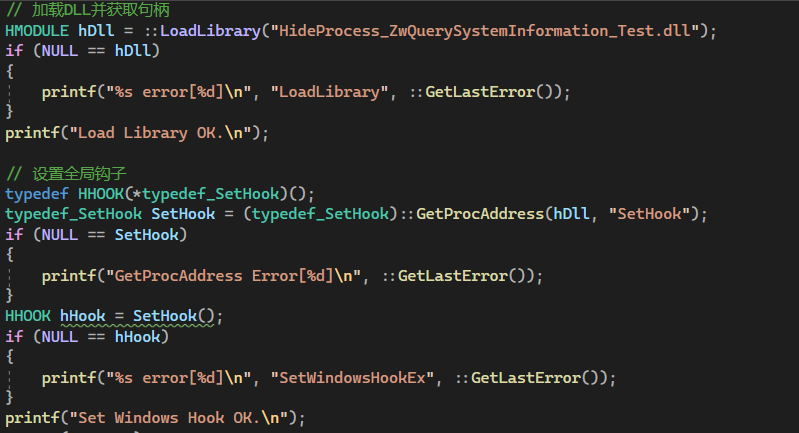 // 加载DLL并获取句柄
HMODULE hDll = ::LoadLibrary("HideProcess_ZwQuerySystemInformation_Test.dll");
if (NULL == hDll)
{
    printf("%s error[%d]\n", "LoadLibrary", ::GetLastError());
}
printf("Load Library OK.\n");
// 设置全局钩子
typedef HHOOK(*typedef_SetHook)();
typedef_SetHook SetHook = (typedef_SetHook)::GetProcAddress(hDll, "SetHook");
if (NULL == SetHook)
{
    printf("GetProcAddress Error[%d]\n", ::GetLastError());
}
HHOOK hHook = SetHook();
if (NULL == hHook)
{
    printf("%s error[%d]\n", "SetWindowsHookEx", ::GetLastError());
}
printf("Set Windows Hook OK.\n");